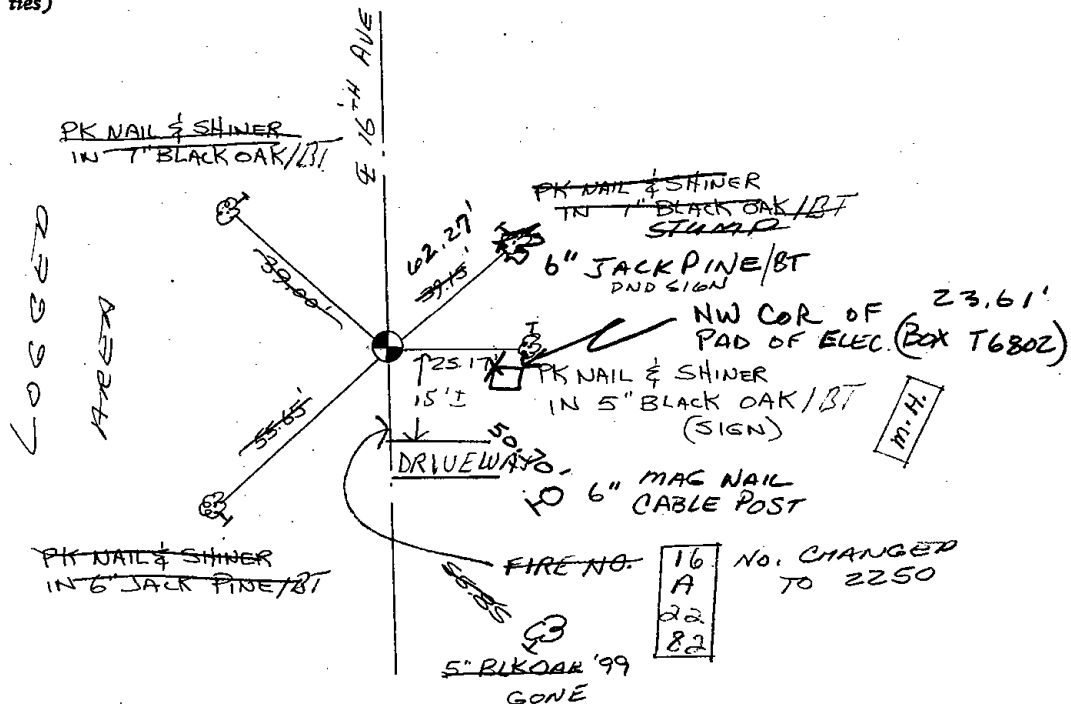 ties)
℄ 16TH AVE
PK NAIL & SHINER
IN 7" BLACK OAK/BT
LOGGED
AREA
39.00'
62.27'
39.15'
PK NAIL & SHINER
IN 7" BLACK OAK/BT
STUMP
6" JACK PINE/BT
DND SIGN
NW COR OF 23.61'
PAD OF ELEC. (BOX T6802)
25.17
15'±
PK NAIL & SHINER
IN 5" BLACK OAK/BT
(SIGN)
M.H.
55.65'
DRIVEWAY
50.70
6" MAG NAIL
CABLE POST
PK NAIL & SHINER
IN 6" JACK PINE/BT
FIRE NO.
16
A
22
82
NO. CHANGED
TO 2250
5" BLK OAK '99
GONE